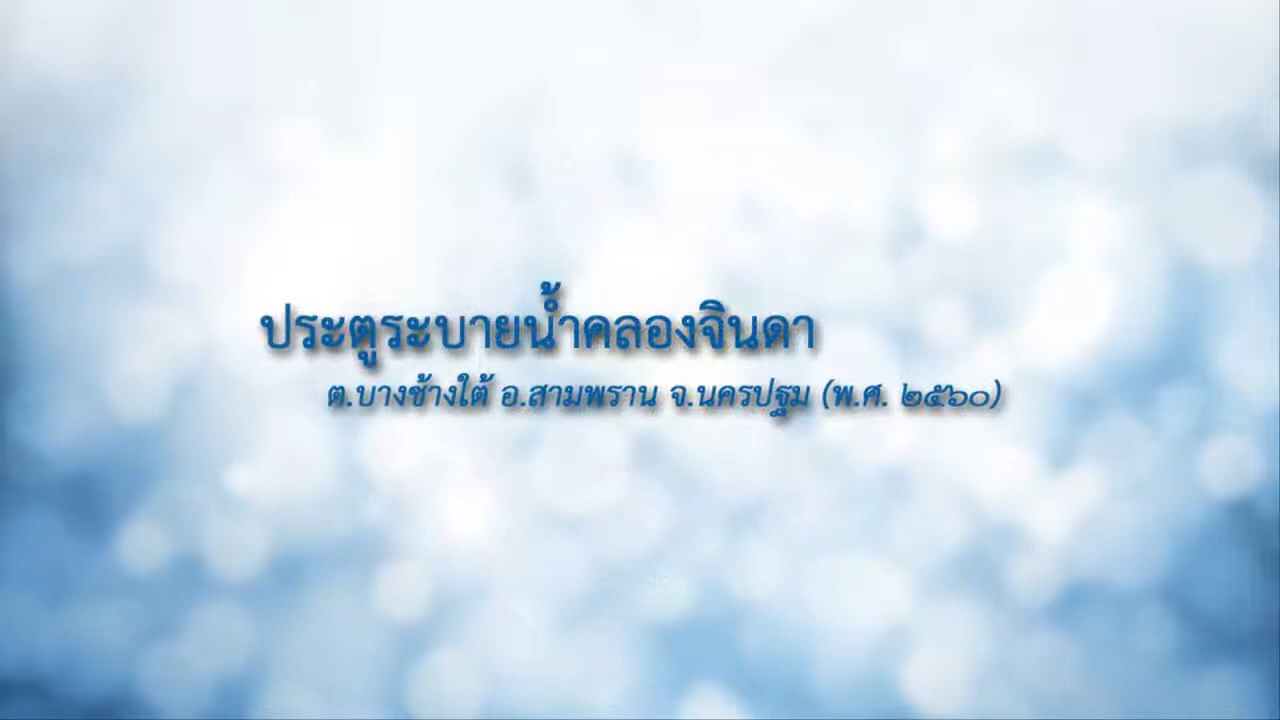 ประตูระบายน้ำคลองจินดา
ต.บางช้างใต้ อ.สามพราน จ.นครปฐม (พ.ศ. ๒๕๖๐)